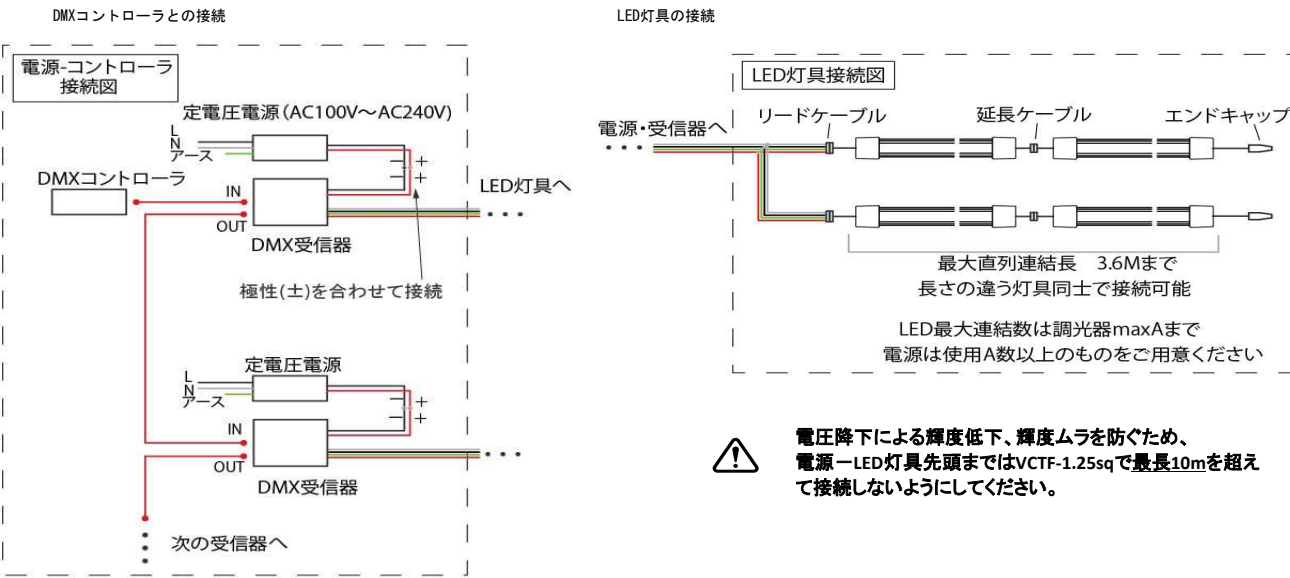 DMXコントローラとの接続
電源-コントローラ
接続図
定電圧電源(AC100V～AC240V)
L
N
アース
－ ＋
－ ＋
DMXコントローラ
IN
OUT
LED灯具へ
DMX受信器
極性(±)を合わせて接続
定電圧電源
L
N
アース
－ ＋
－ ＋
IN
OUT
DMX受信器
次の受信器へ
LED灯具の接続
LED灯具接続図
電源・受信器へ
リードケーブル
延長ケーブル
エンドキャップ
最大直列連結長　3.6Mまで
長さの違う灯具同士で接続可能
LED最大連結数は調光器maxAまで
電源は使用A数以上のものをご用意ください
電圧降下による輝度低下、輝度ムラを防ぐため、
電源－LED灯具先頭まではVCTF-1.25sqで最長10mを超え
て接続しないようにしてください。